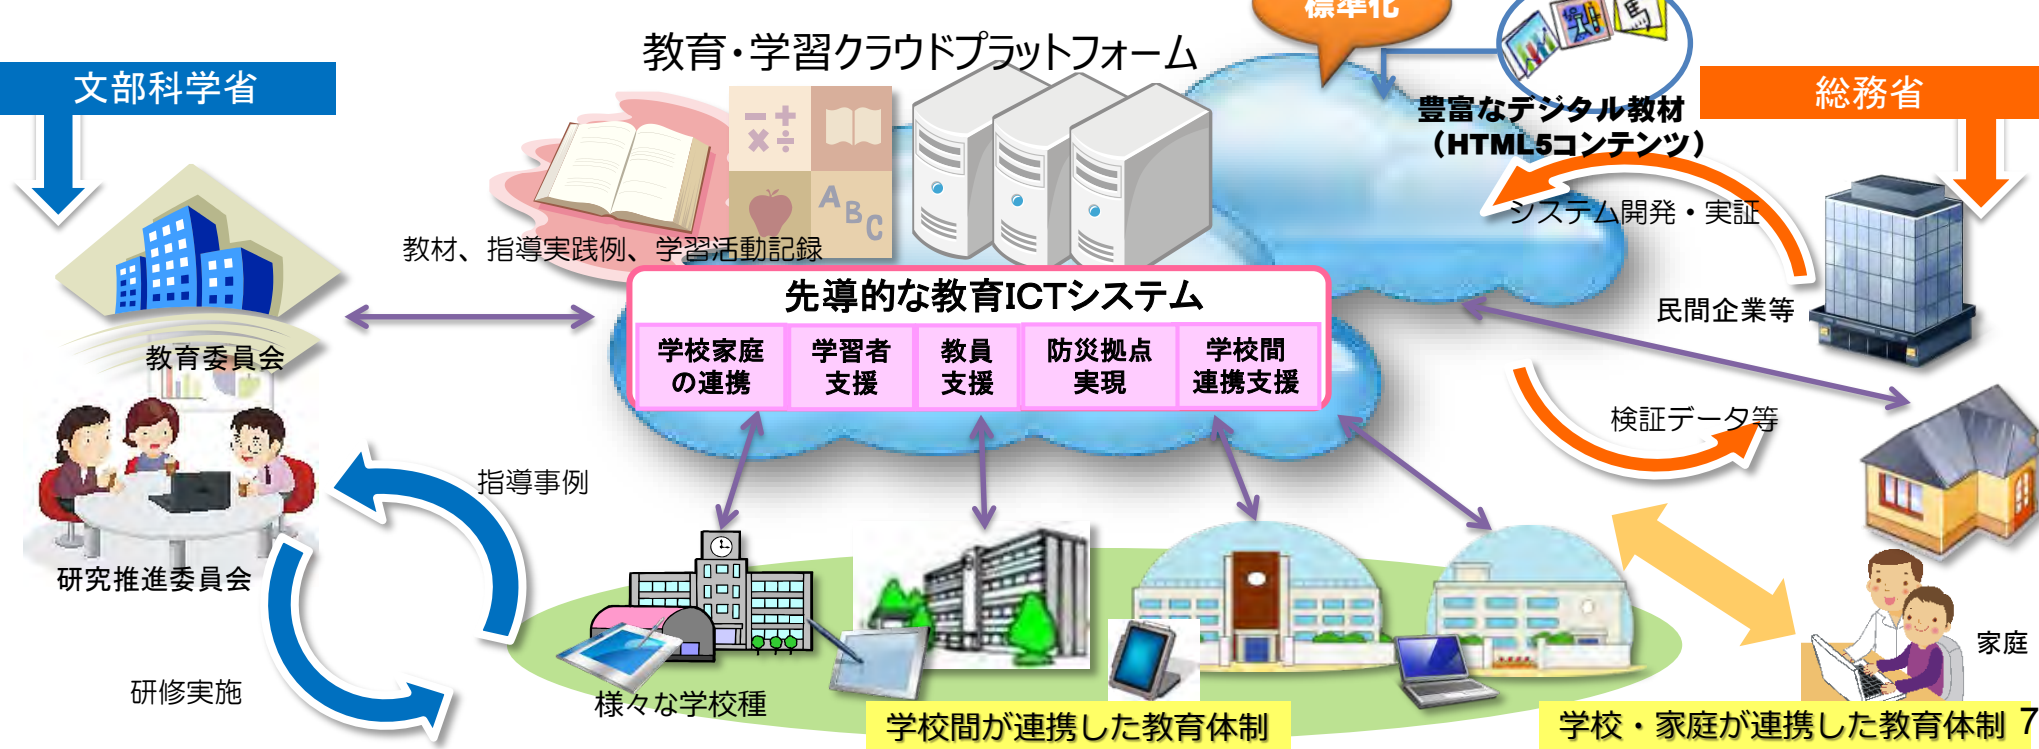 標準化
教育・学習クラウドプラットフォーム
文部科学省
総務省
豊富なデジタル教材
（HTML5コンテンツ）
システム開発・実証
教材、指導実践例、学習活動記録
A B C
先導的な教育ICTシステム
学校家庭
の連携
学習者
支援
教員
支援
防災拠点
実現
学校間
連携支援
民間企業等
教育委員会
検証データ等
指導事例
研究推進委員会
研修実施
様々な学校種
家庭
学校間が連携した教育体制
学校・家庭が連携した教育体制
7